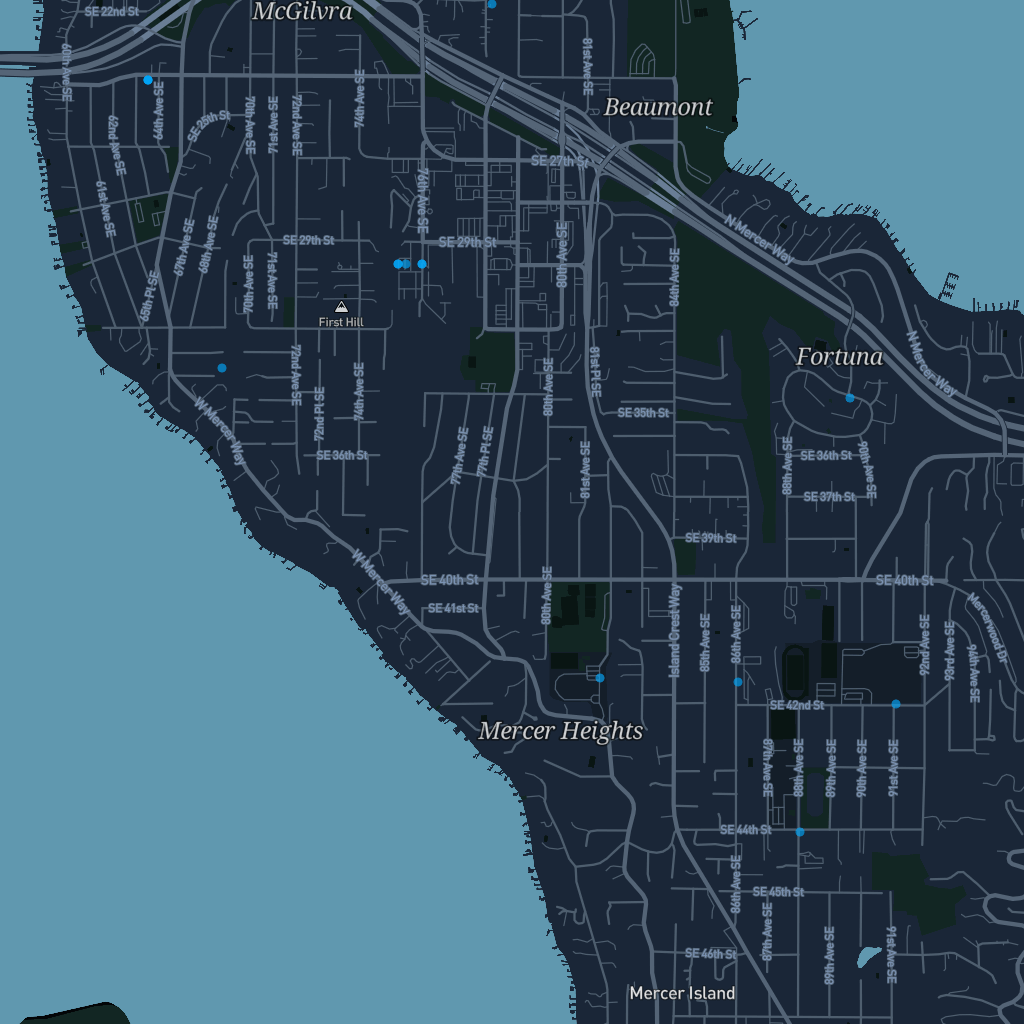 McGilvra
SE 22nd St
60th Ave SE
81st Ave SE
64th Ave SE
74th Ave SE
Beaumont
62nd Ave SE
SE 25th St
70th Ave SE
71st Ave SE
72nd Ave SE
SE 27th St
76th Ave SE
61st Ave SE
67th Ave SE
68th Ave SE
SE 29th St
SE 29th St
80th Ave SE
N Mercer Way
84th Ave SE
65th Pl SE
70th Ave SE
71st Ave SE
First Hill
Fortuna
N Mercer Way
72nd Ave SE
74th Ave SE
80th Ave SE
81st Pl SE
72nd Pl SE
SE 35th St
W Mercer Way
77th Ave SE
77th Pl SE
81st Ave SE
SE 36th St
88th Ave SE
SE 36th St
90th Ave SE
SE 37th St
SE 39th St
W Mercer Way
SE 40th St
80th Ave SE
SE 40th St
SE 41st St
Island Crest Way
85th Ave SE
86th Ave SE
92nd Ave SE
93rd Ave SE
94th Ave SE
Mercerwood Dr
SE 42nd St
Mercer Heights
87th Ave SE
88th Ave SE
89th Ave SE
90th Ave SE
91st Ave SE
SE 44th St
86th Ave SE
SE 45th St
87th Ave SE
89th Ave SE
91st Ave SE
SE 46th St
Mercer Island